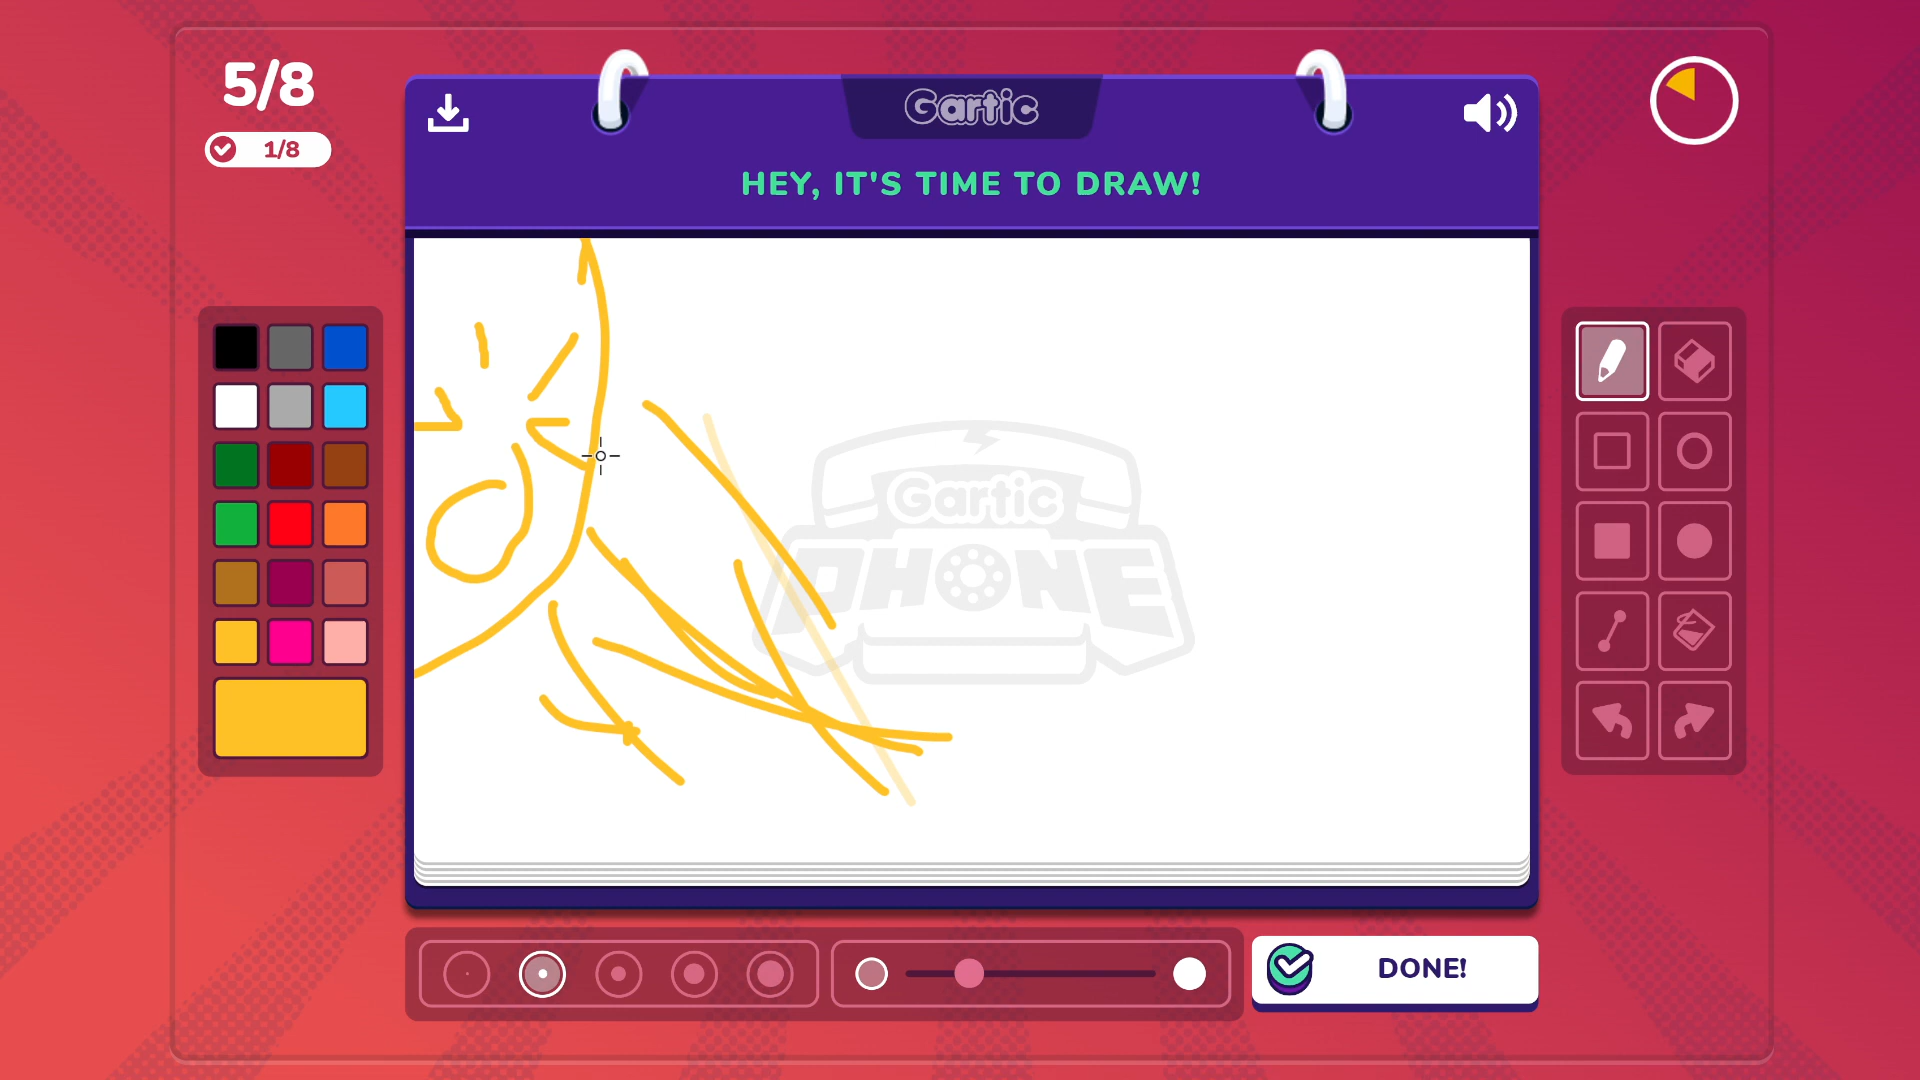 5/8
1/8
Gartic
HEY, IT'S TIME TO DRAW!
Gartic
PHONE
DONE!